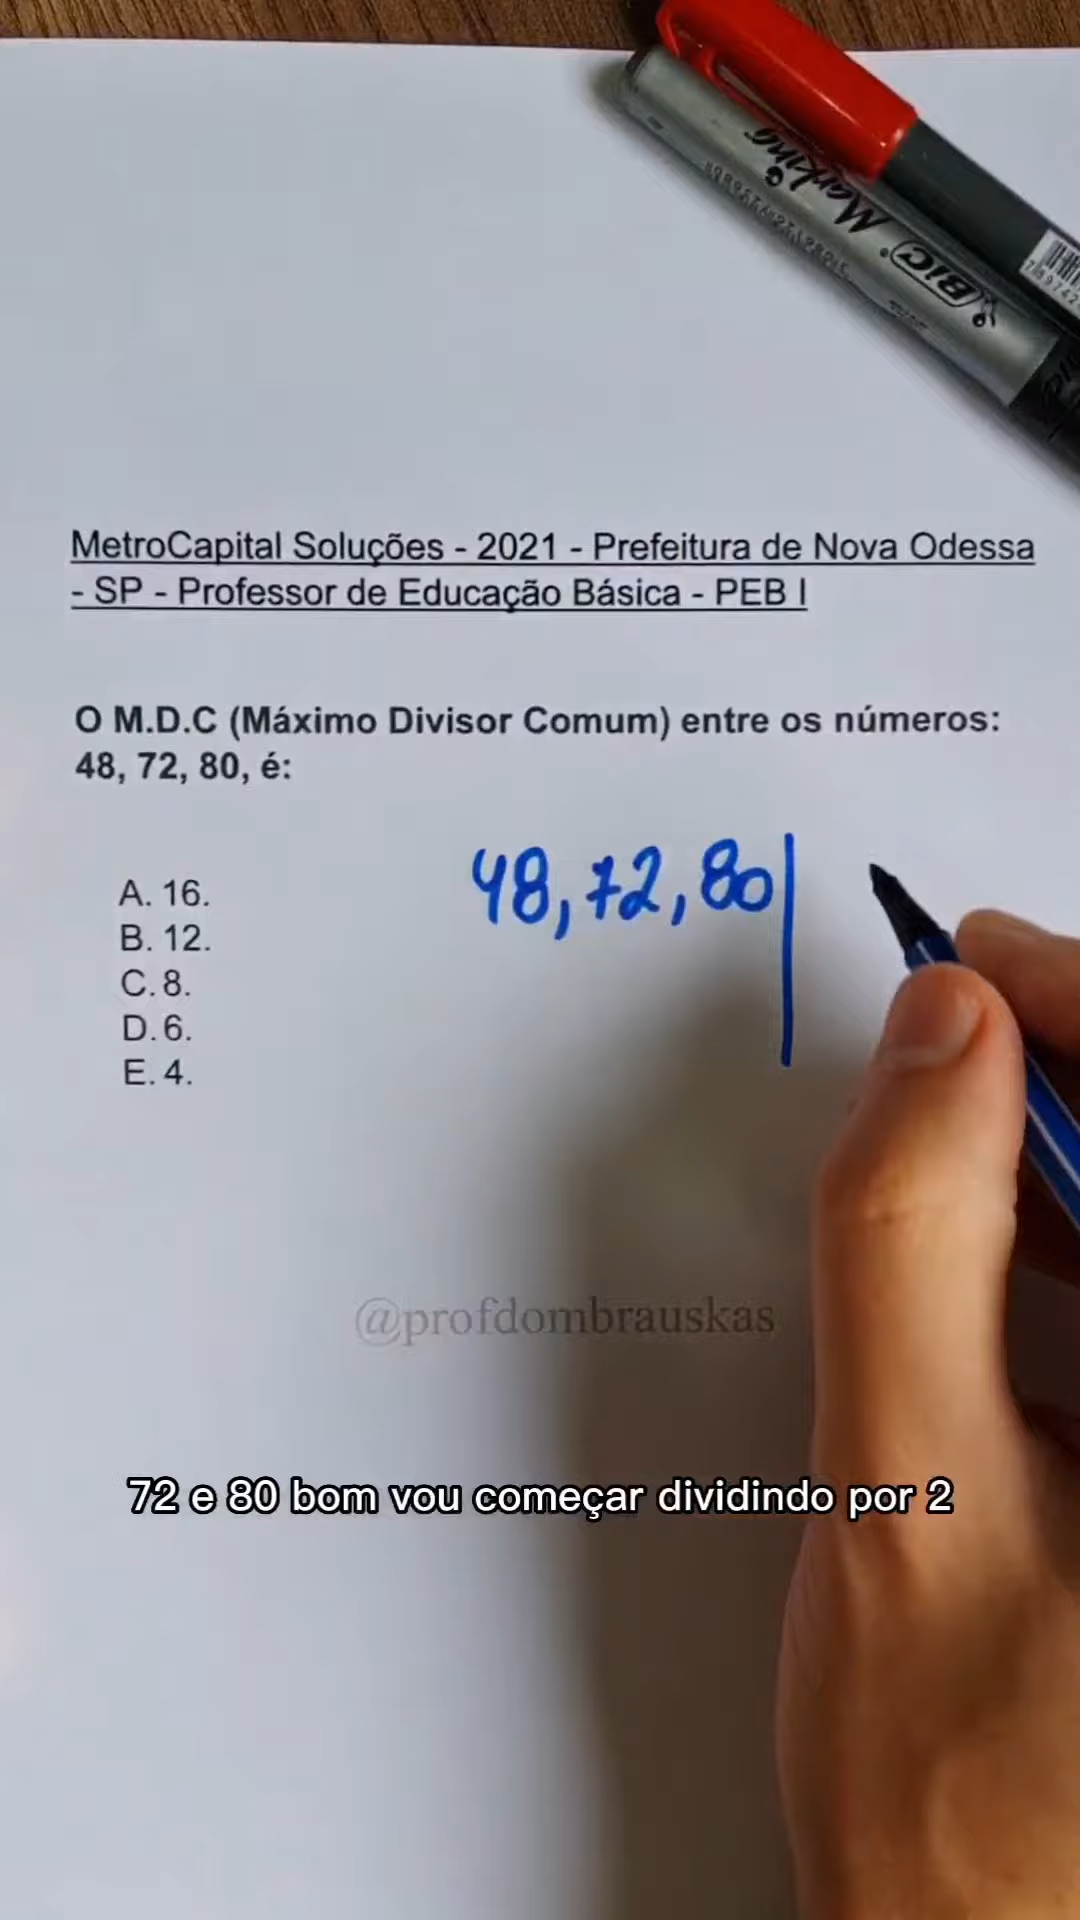 Marking
BIC
MetroCapital Soluções - 2021 - Prefeitura de Nova Odessa
- SP - Professor de Educação Básica - PEB I
O M.D.C (Máximo Divisor Comum) entre os números:
48, 72, 80, é:
48, 72, 80
A. 16.
B. 12.
C. 8.
D. 6.
E. 4.
@profdombrauskas
72 e 80 bom vou começar dividindo por 2